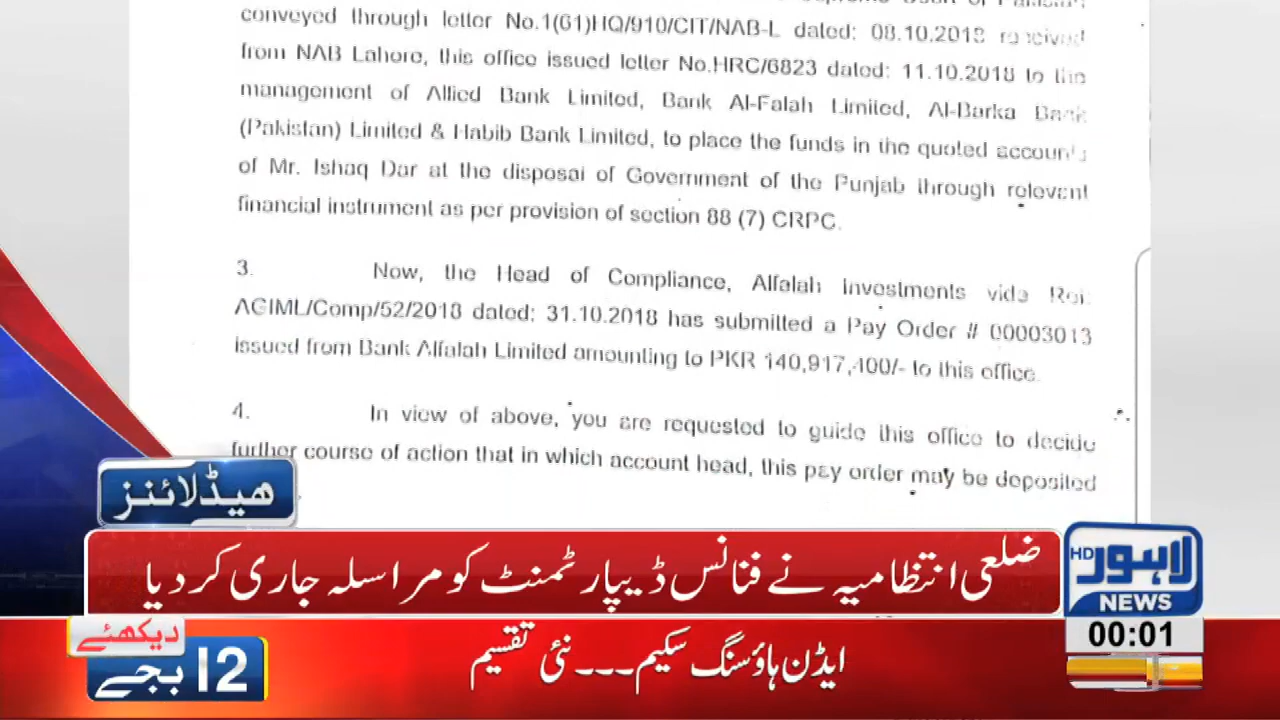 conveyed through letter No.1(61)HQ/910/CIT/NAB-L dated: 08.10.2018 received
from NAB Lahore, this office issued letter No.HRC/6823 dated: 11.10.2018 to the
management of Allied Bank Limited, Bank Al-Falah Limited, Al-Barka Bank
(Pakistan) Limited & Habib Bank Limited, to place the funds in the quoted accounts
of Mr. Ishaq Dar at the disposal of Government of the Punjab through relevant
financial instrument as per provision of section 88 (7) CRPC.
3. Now, the Head of Compliance, Alfalah Investments vide Ref:
AGIML/Comp/52/2018 dated: 31.10.2018 has submitted a Pay Order # 00003013
issued from Bank Alfalah Limited amounting to PKR 140,917,400/- to this office.
4. In view of above, you are requested to guide this office to decide
further course of action that in which account head, this pay order may be deposited
ہیڈلائنز
ضلعی انتظامیہ نے فنانس ڈیپارٹمنٹ کو مراسلہ جاری کر دیا
لاہور HD
NEWS
00:01
دیکھئے
12 بجے
ایڈن ہاؤسنگ سکیم۔۔۔ نئی تقسیم